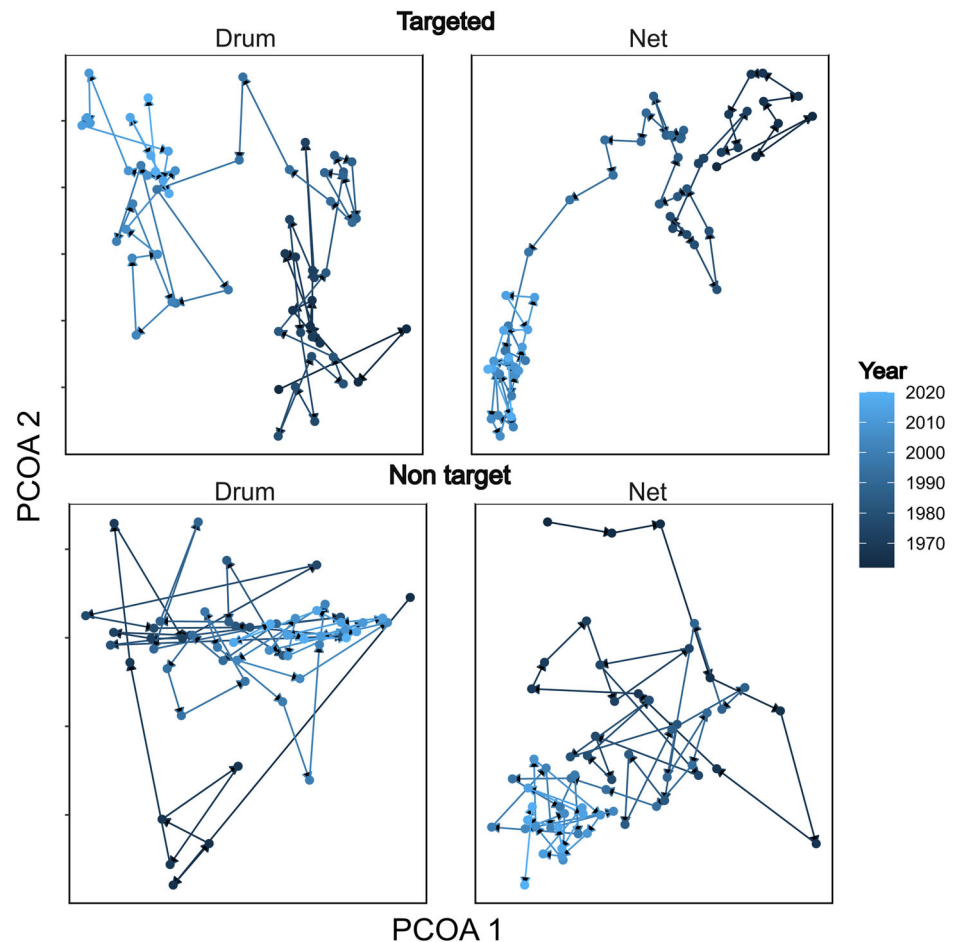 Targeted
Drum Net
Year
2020
2010
2000
1990
1980
1970
PCOA 2
Non target
Drum Net
PCOA 1